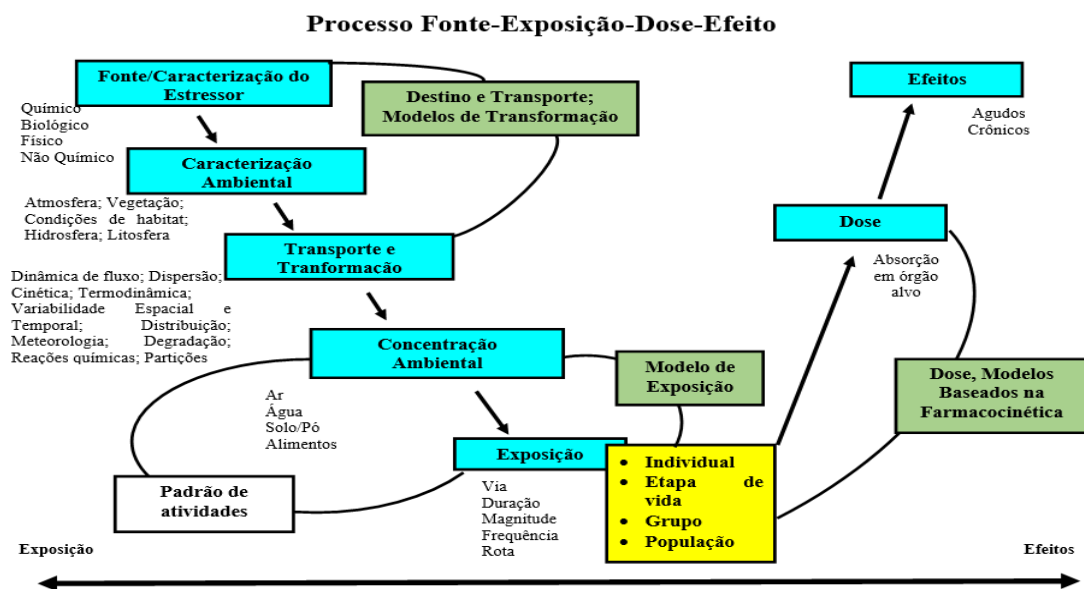 Processo Fonte-Exposição-Dose-Efeito
Fonte/Caracterização do
Estressor
Químico
Biológico
Físico
Não Químico
Destino e Transporte;
Modelos de Transformação
Efeitos
Agudos
Crônicos
Caracterização
Ambiental
Atmosfera; Vegetação;
Condições de habitat;
Hidrosfera; Litosfera
Dose
Absorção
em órgão
alvo
Transporte e
Tranformação
Dinâmica de fluxo; Dispersão;
Cinética; Termodinâmica;
Variabilidade Espacial e
Temporal; Distribuição;
Meteorologia; Degradação;
Reações químicas; Partições
Concentração
Ambiental
Ar
Água
Solo/Pó
Alimentos
Modelo de
Exposição
Dose, Modelos
Baseados na
Farmacocinética
Exposição
Via
Duração
Magnitude
Frequência
Rota
• Individual
• Etapa de
vida
• Grupo
• População
Padrão de
atividades
Exposição
Efeitos